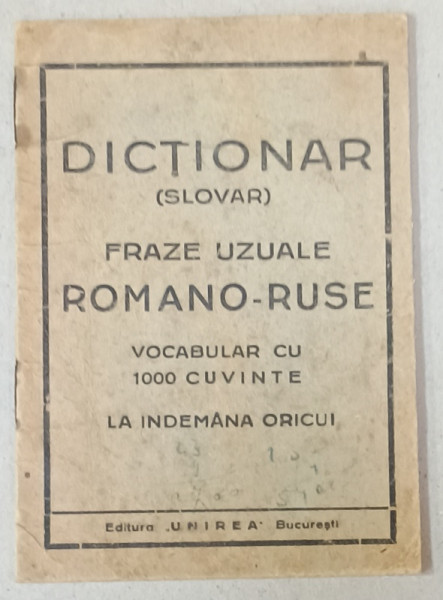 DICȚIONAR
(SLOVAR)
FRAZE UZUALE
ROMANO-RUSE
VOCABULAR CU
1000 CUVINTE
LA INDEMÂNA ORICUI
Editura „UNIREA" București